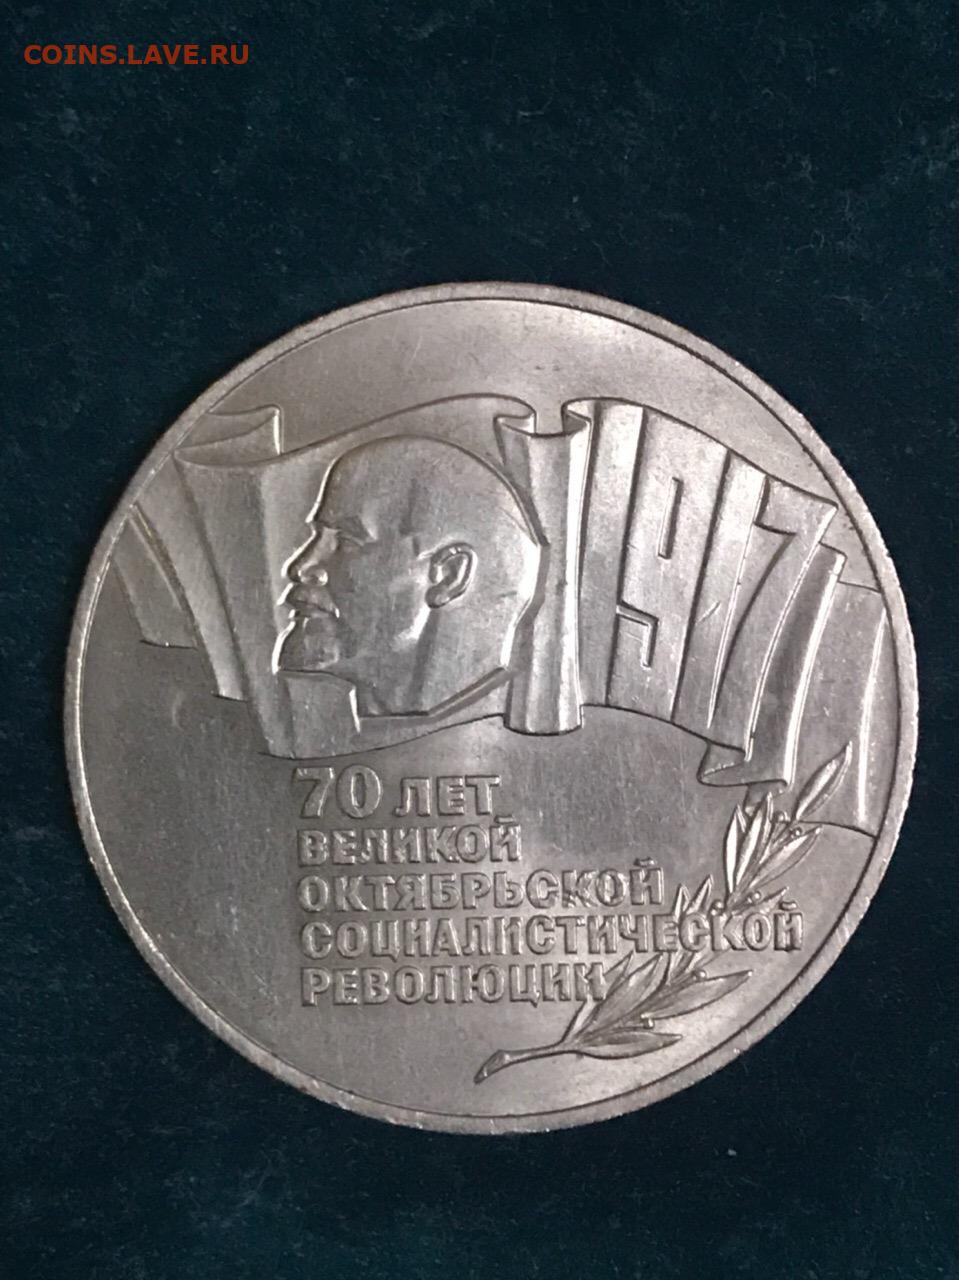 COINS.LAVE.RU
1917
70 ЛЕТ
ВЕЛИКОЙ
ОКТЯБРЬСКОЙ
СОЦИАЛИСТИЧЕСКОЙ
РЕВОЛЮЦИИ